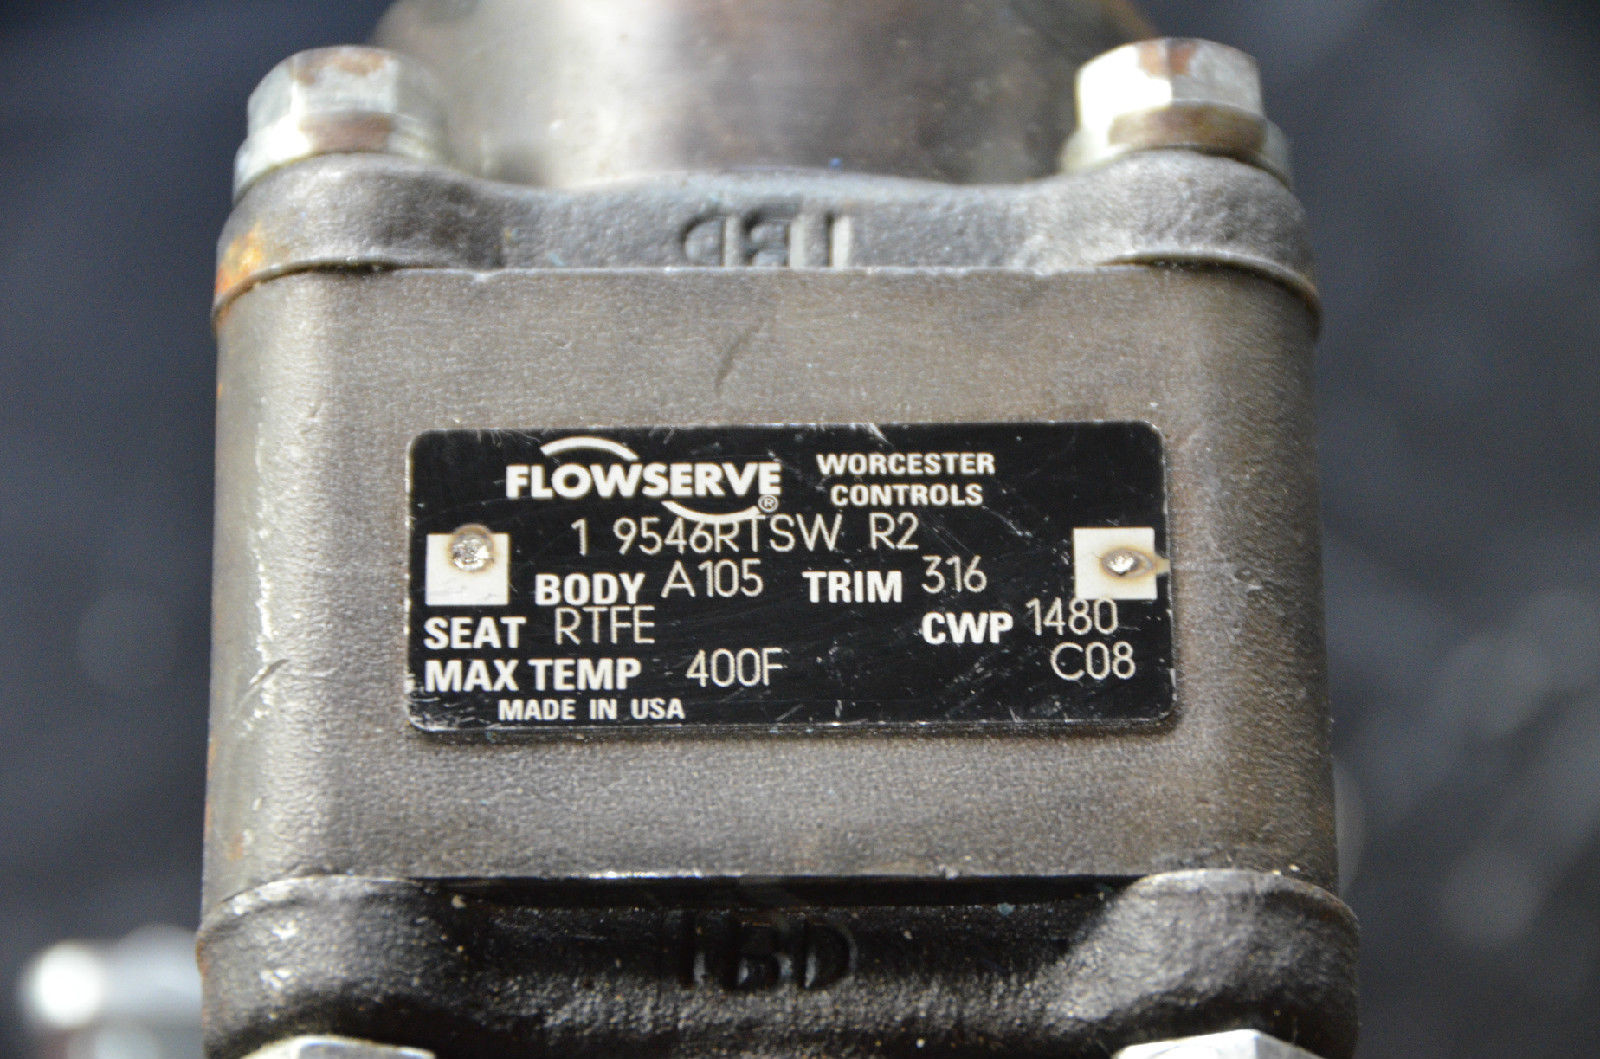 FLOWSERVE®
WORCESTER
CONTROLS
1 9546RTSW R2
BODY A105 TRIM 316
SEAT RTFE CWP 1480
MAX TEMP 400F C08
MADE IN USA